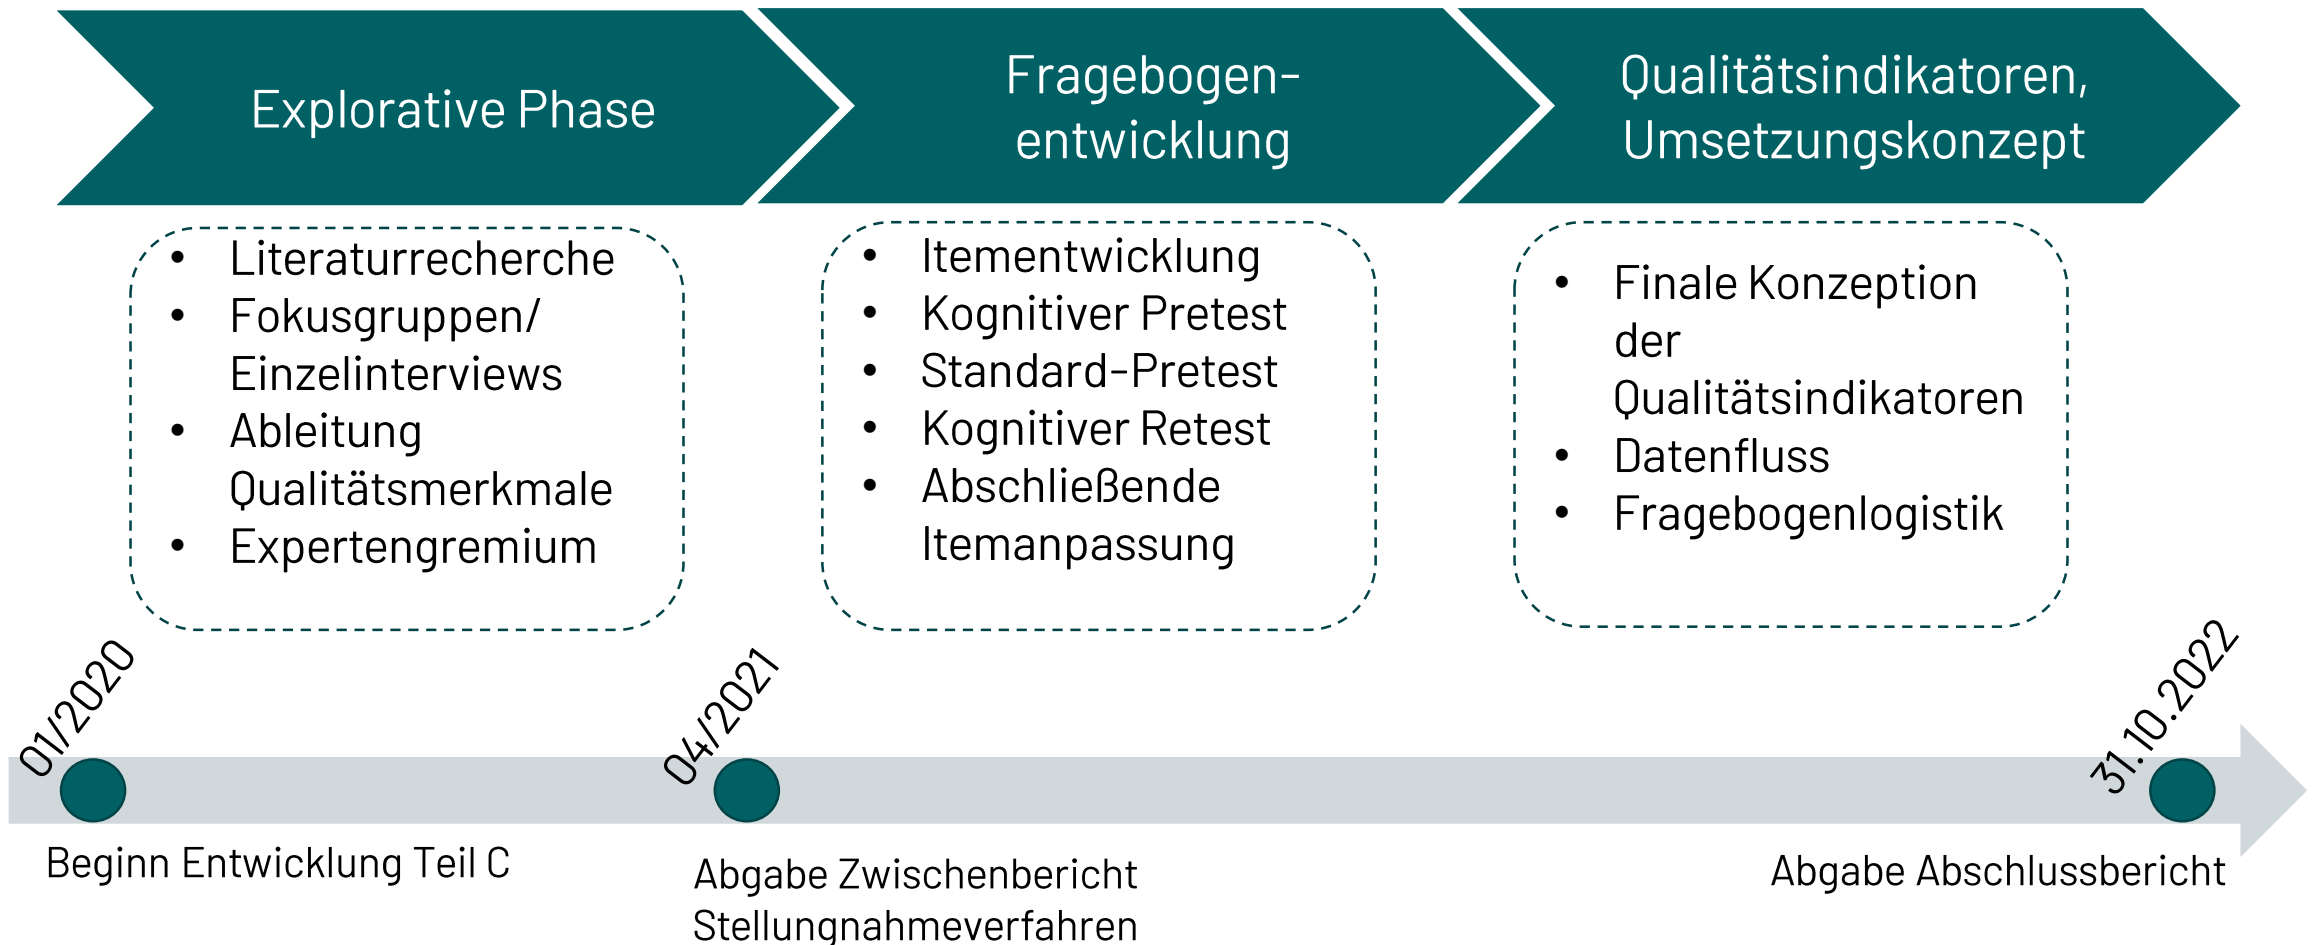 Explorative Phase
Fragebogen-
entwicklung
Qualitätsindikatoren,
Umsetzungskonzept
• Literaturrecherche
• Fokusgruppen/
Einzelinterviews
• Ableitung
Qualitätsmerkmale
• Expertengremium
• Itementwicklung
• Kognitiver Pretest
• Standard-Pretest
• Kognitiver Retest
• Abschließende
Itemanpassung
• Finale Konzeption
der
Qualitätsindikatoren
• Datenfluss
• Fragebogenlogistik
01/2020
04/2021
31.10.2022
Beginn Entwicklung Teil C
Abgabe Zwischenbericht
Stellungnahmeverfahren
Abgabe Abschlussbericht